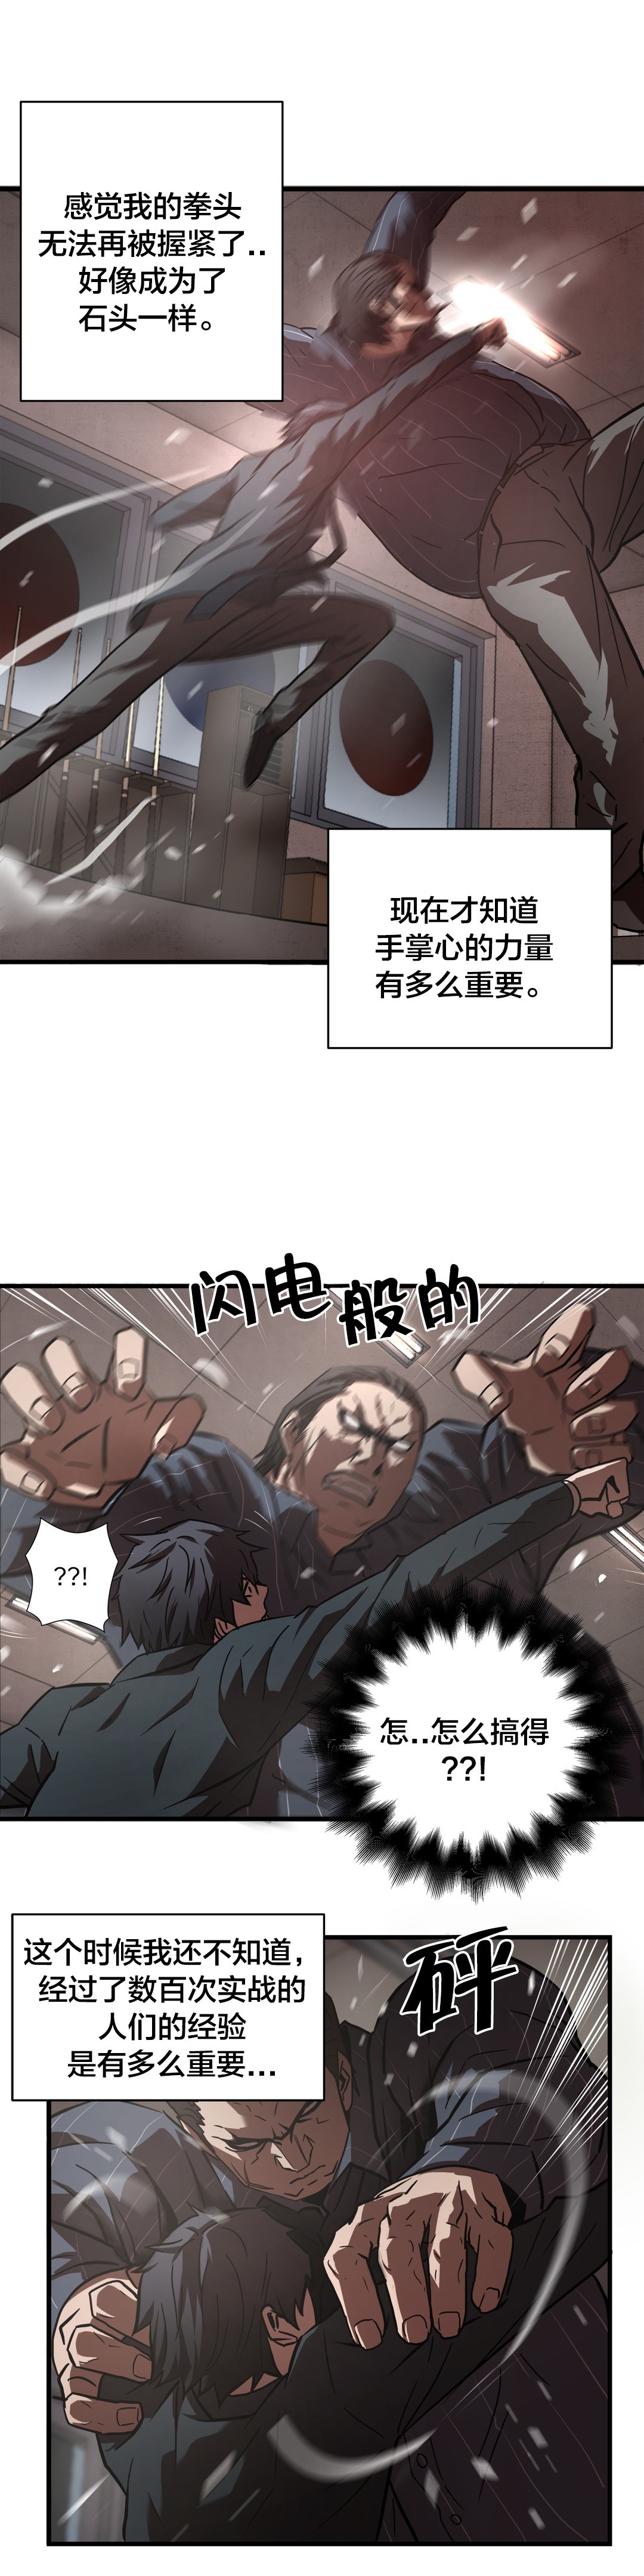 感觉我的拳头
无法再被握紧了..
好像成为了
石头一样。
现在才知道
手掌心的力量
有多么重要。
闪电般的
??!
怎..怎么搞得
??!
这个时候我还不知道，
经过了数百次实战的
人们的经验
是有多么重要...
砰